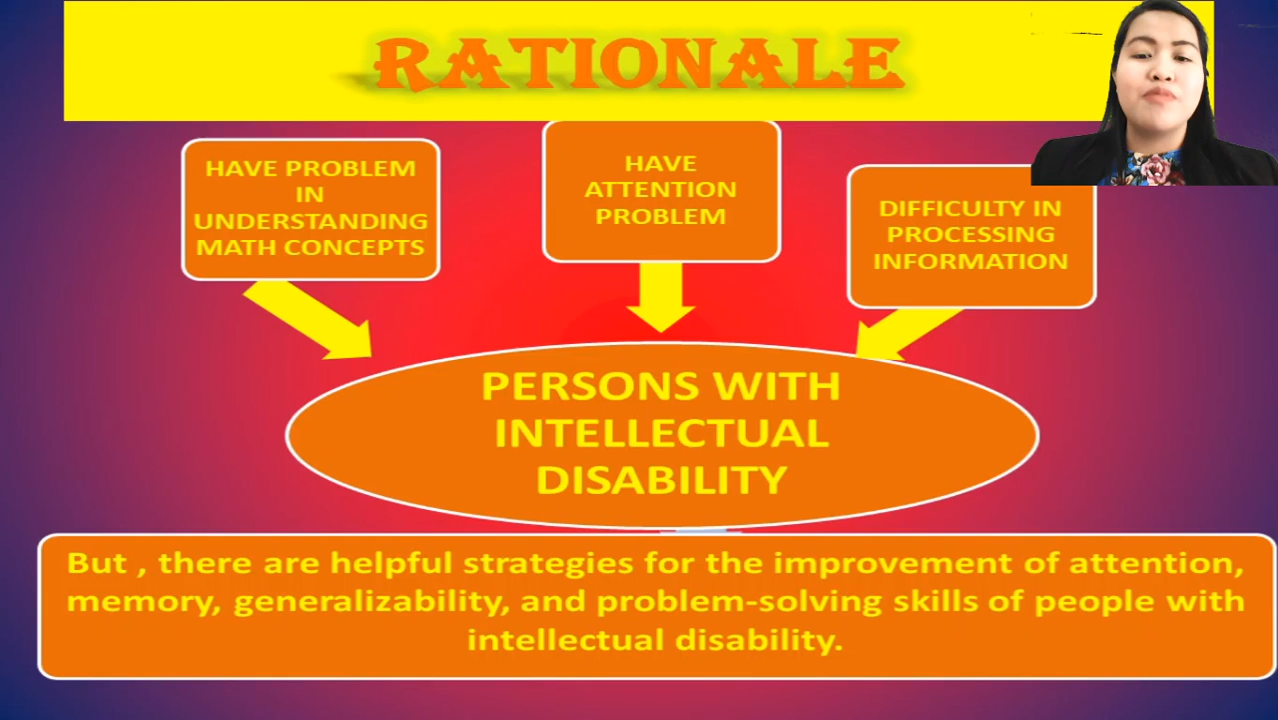 RATIONALE
HAVE PROBLEM
IN
UNDERSTANDING
MATH CONCEPTS
HAVE
ATTENTION
PROBLEM
DIFFICULTY IN
PROCESSING
INFORMATION
PERSONS WITH
INTELLECTUAL
DISABILITY
But , there are helpful strategies for the improvement of attention,
memory, generalizability, and problem-solving skills of people with
intellectual disability.